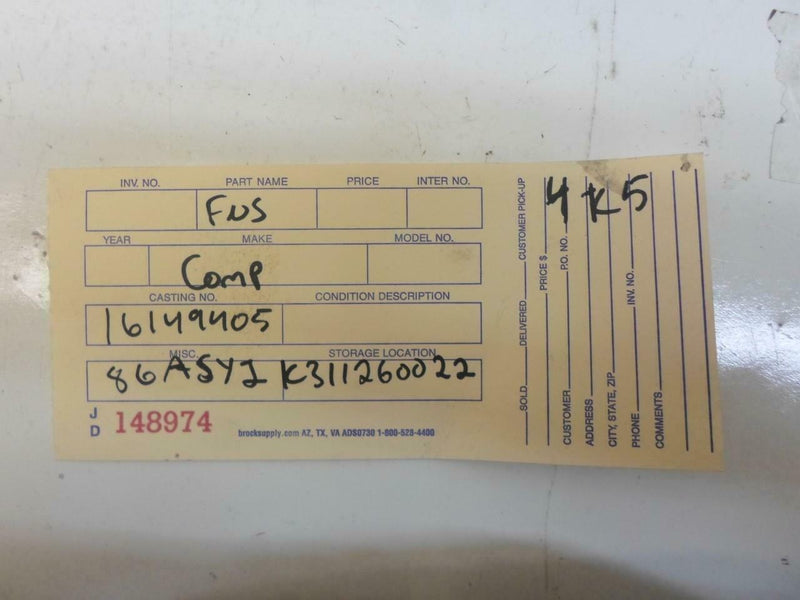 INV. NO. PART NAME PRICE INTER NO.
FNS
YEAR MAKE MODEL NO.
Comp
CASTING NO. CONDITION DESCRIPTION
16149405
MISC. STORAGE LOCATION
86ASYJ K311260022
J D 148974
brocksupply.com AZ, TX, VA ADS0730 1-800-528-4400
4K5
SOLD DELIVERED CUSTOMER PICK-UP
PRICE $
CUSTOMER P.O. NO.
ADDRESS
CITY, STATE, ZIP
PHONE INV. NO.
COMMENTS